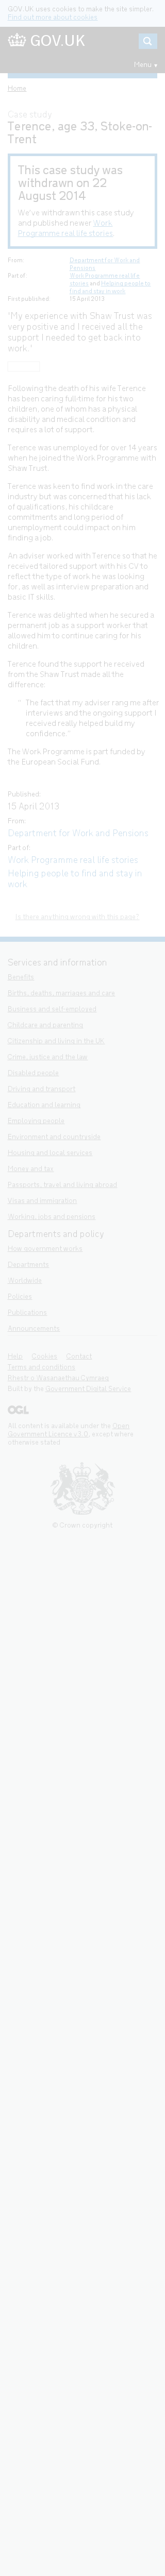 GOV.UK uses cookies to make the site simpler.
Find out more about cookies
GOV.UK
Menu
Home
Case study
Terence, age 33, Stoke-on-
Trent
This case study was
withdrawn on 22
August 2014
We've withdrawn this case study
and published newer Work
Programme real life stories.
From:
Department for Work and
Pensions
Part of:
Work Programme real life
stories and Helping people to
find and stay in work
First published:
15 April 2013
'My experience with Shaw Trust was
very positive and I received all the
support I needed to get back into
work.'
Following the death of his wife Terence
has been caring full-time for his two
children, one of whom has a physical
disability and medical condition and
requires a lot of support.
Terence was unemployed for over 14 years
when he joined the Work Programme with
Shaw Trust.
Terence was keen to find work in the care
industry but was concerned that his lack
of qualifications, his childcare
commitments and long period of
unemployment could impact on him
finding a job.
An adviser worked with Terence so that he
received tailored support with his CV to
reflect the type of work he was looking
for, as well as interview preparation and
basic IT skills.
Terence was delighted when he secured a
permanent job as a support worker that
allowed him to continue caring for his
children.
Terence found the support he received
from the Shaw Trust made all the
difference:
“ The fact that my adviser rang me after
interviews and the ongoing support I
received really helped build my
confidence.”
The Work Programme is part funded by
the European Social Fund.
Published:
15 April 2013
From:
Department for Work and Pensions
Part of:
Work Programme real life stories
Helping people to find and stay in
work
Is there anything wrong with this page?
Services and information
Benefits
Births, deaths, marriages and care
Business and self-employed
Childcare and parenting
Citizenship and living in the UK
Crime, justice and the law
Disabled people
Driving and transport
Education and learning
Employing people
Environment and countryside
Housing and local services
Money and tax
Passports, travel and living abroad
Visas and immigration
Working, jobs and pensions
Departments and policy
How government works
Departments
Worldwide
Policies
Publications
Announcements
Help Cookies Contact
Terms and conditions
Rhestr o Wasanaethau Cymraeg
Built by the Government Digital Service
OGL
All content is available under the Open
Government Licence v3.0, except where
otherwise stated
© Crown copyright